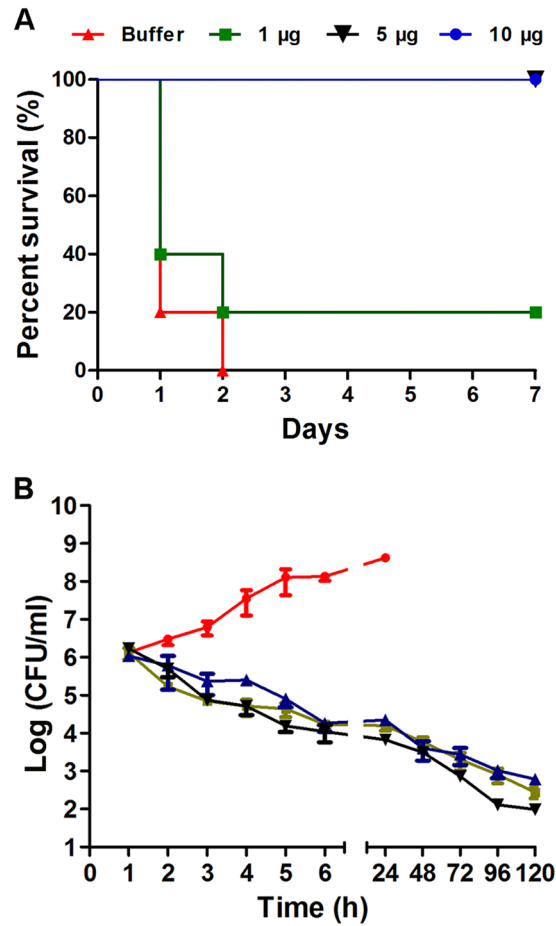 A
Buffer 1 µg 5 µg 10 µg
100
80
60
40
20
0
Percent survival (%)
0 1 2 3 4 5 6 7
Days
B
10
9
8
7
6
5
4
3
2
1
Log (CFU/ml)
0 1 2 3 4 5 6 24 48 72 96 120
Time (h)